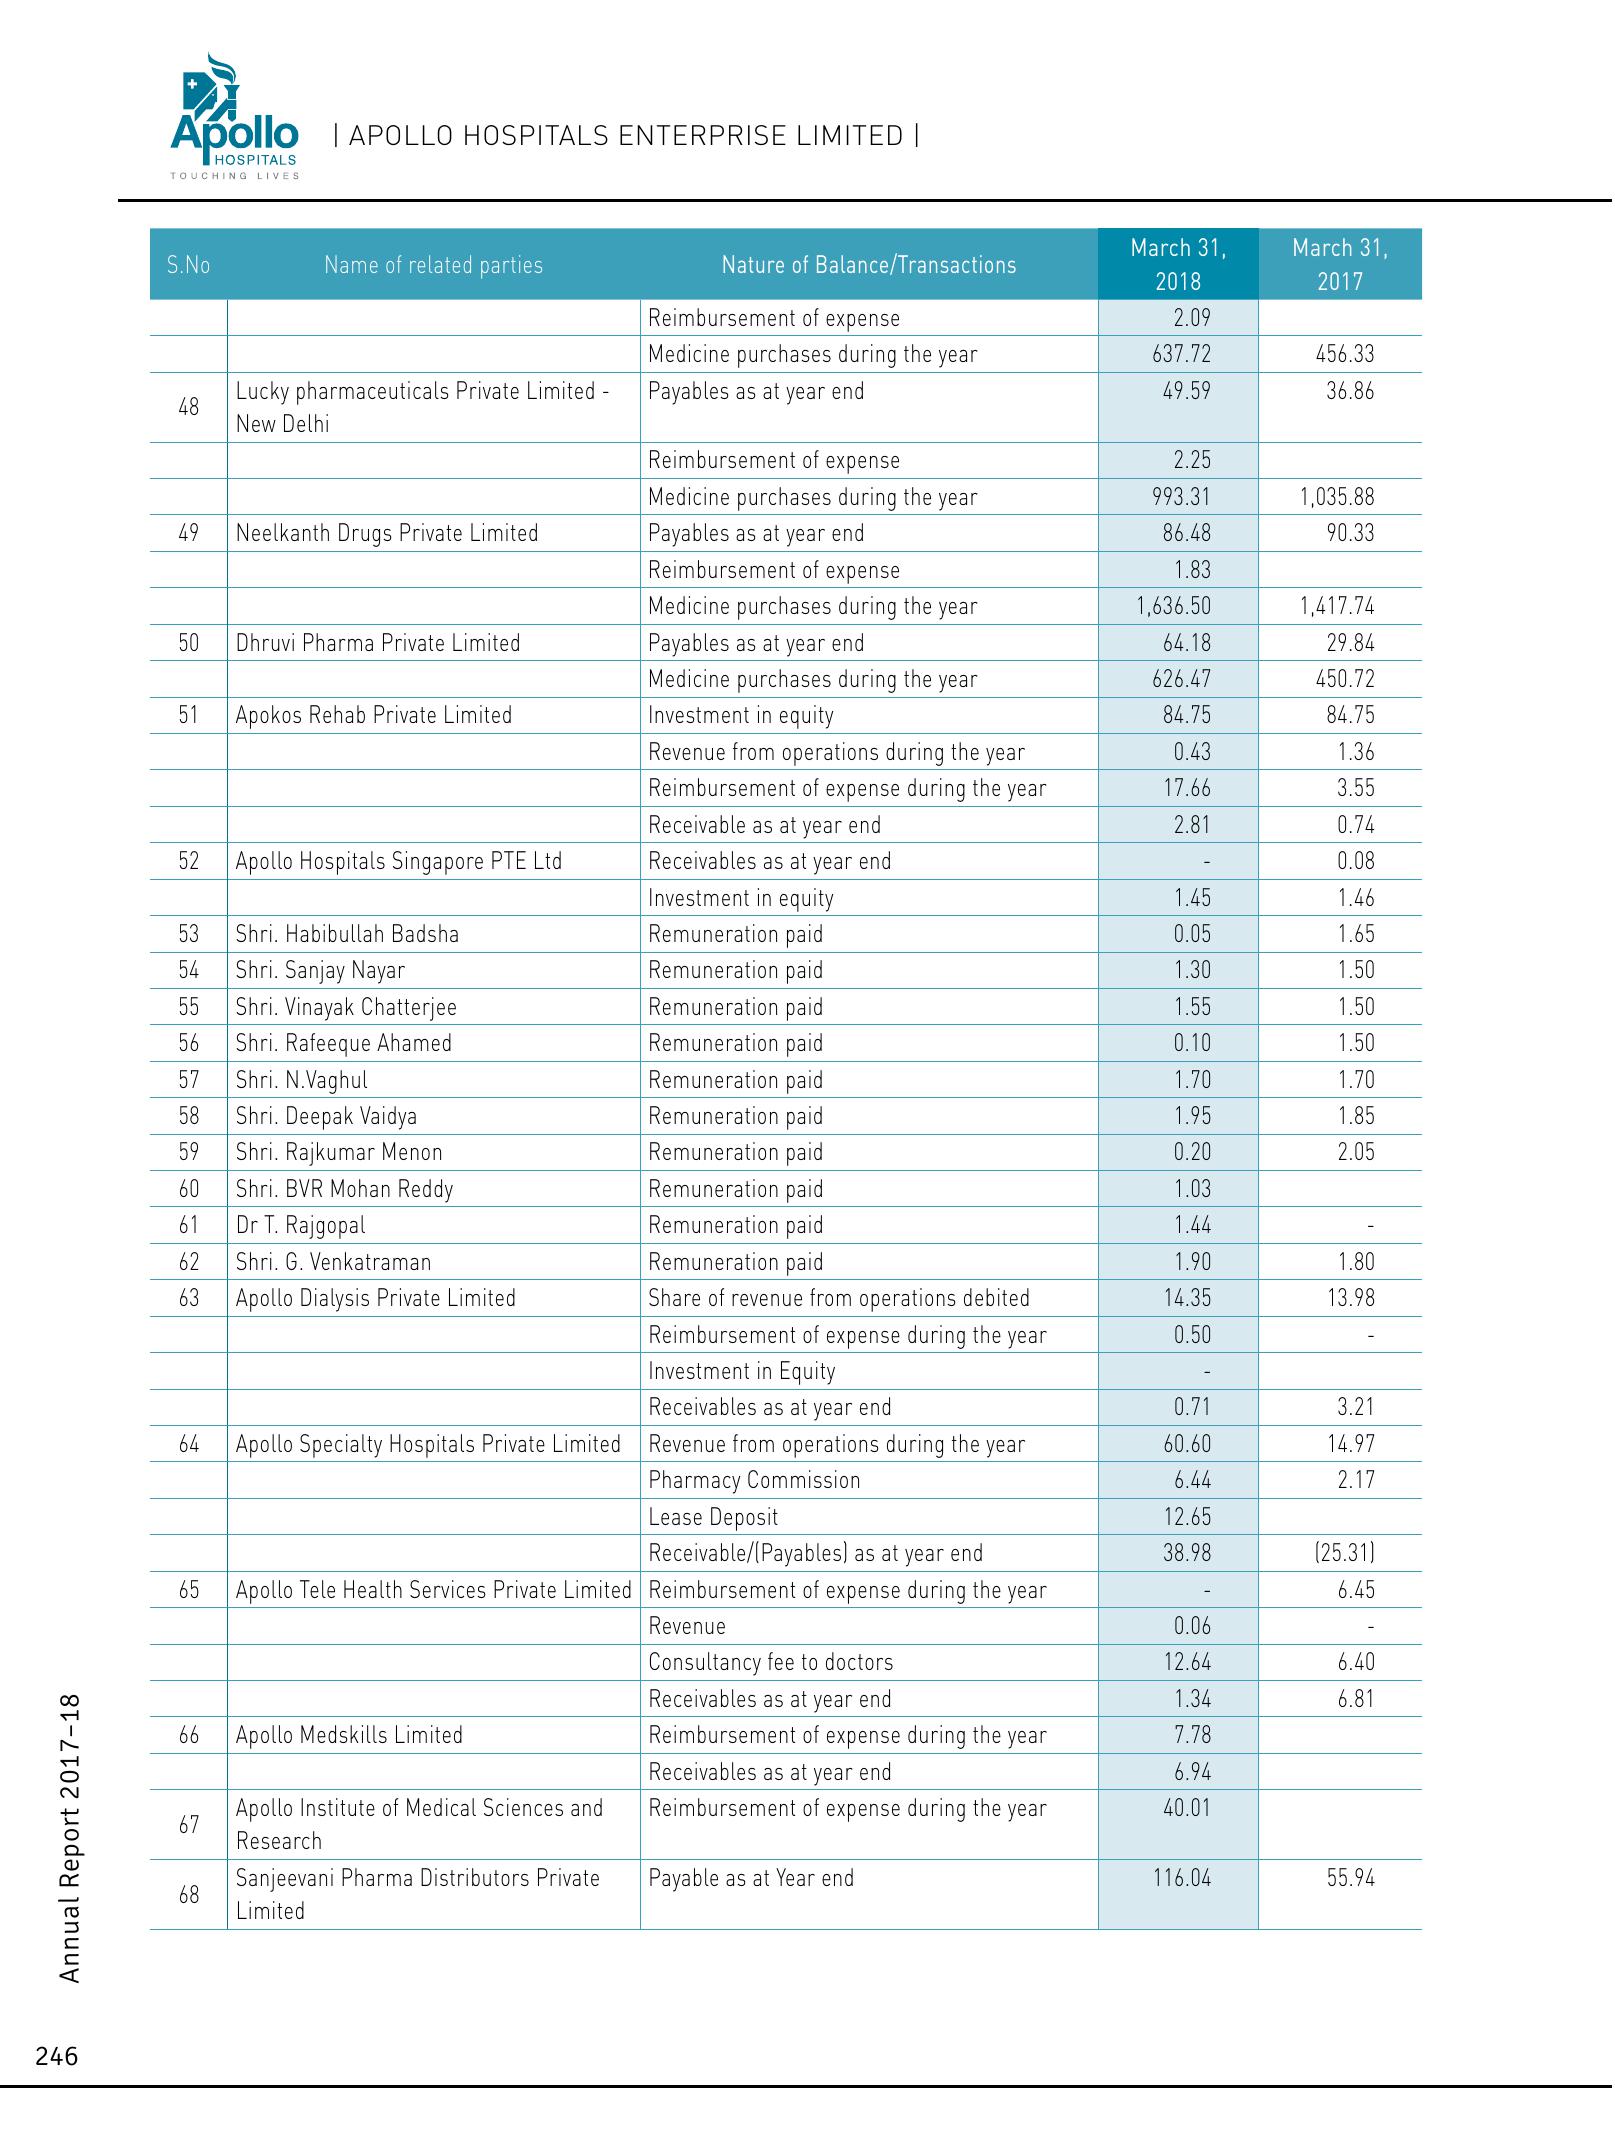 Apollo
HOSPITALS
TOUCHING LIVES
| APOLLO HOSPITALS ENTERPRISE LIMITED |
S.No Name of related parties Nature of Balance/Transactions March 31, 2018 March 31, 2017
Reimbursement of expense 2.09
Medicine purchases during the year 637.72 456.33
48 Lucky pharmaceuticals Private Limited - Payables as at year end 49.59 36.86
New Delhi
Reimbursement of expense 2.25
Medicine purchases during the year 993.31 1,035.88
49 Neelkanth Drugs Private Limited Payables as at year end 86.48 90.33
Reimbursement of expense 1.83
Medicine purchases during the year 1,636.50 1,417.74
50 Dhruvi Pharma Private Limited Payables as at year end 64.18 29.84
Medicine purchases during the year 626.47 450.72
51 Apokos Rehab Private Limited Investment in equity 84.75 84.75
Revenue from operations during the year 0.43 1.36
Reimbursement of expense during the year 17.66 3.55
Receivable as at year end 2.81 0.74
52 Apollo Hospitals Singapore PTE Ltd Receivables as at year end - 0.08
Investment in equity 1.45 1.46
53 Shri. Habibullah Badsha Remuneration paid 0.05 1.65
54 Shri. Sanjay Nayar Remuneration paid 1.30 1.50
55 Shri. Vinayak Chatterjee Remuneration paid 1.55 1.50
56 Shri. Rafeeque Ahamed Remuneration paid 0.10 1.50
57 Shri. N.Vaghul Remuneration paid 1.70 1.70
58 Shri. Deepak Vaidya Remuneration paid 1.95 1.85
59 Shri. Rajkumar Menon Remuneration paid 0.20 2.05
60 Shri. BVR Mohan Reddy Remuneration paid 1.03
61 Dr T. Rajgopal Remuneration paid 1.44 -
62 Shri. G. Venkatraman Remuneration paid 1.90 1.80
63 Apollo Dialysis Private Limited Share of revenue from operations debited 14.35 13.98
Reimbursement of expense during the year 0.50 -
Investment in Equity -
Receivables as at year end 0.71 3.21
64 Apollo Specialty Hospitals Private Limited Revenue from operations during the year 60.60 14.97
Pharmacy Commission 6.44 2.17
Lease Deposit 12.65
Receivable/(Payables) as at year end 38.98 (25.31)
65 Apollo Tele Health Services Private Limited Reimbursement of expense during the year - 6.45
Revenue 0.06 -
Consultancy fee to doctors 12.64 6.40
Receivables as at year end 1.34 6.81
66 Apollo Medskills Limited Reimbursement of expense during the year 7.78
Receivables as at year end 6.94
67 Apollo Institute of Medical Sciences and Reimbursement of expense during the year 40.01
Research
68 Sanjeevani Pharma Distributors Private Payable as at Year end 116.04 55.94
Limited
Annual Report 2017-18
246